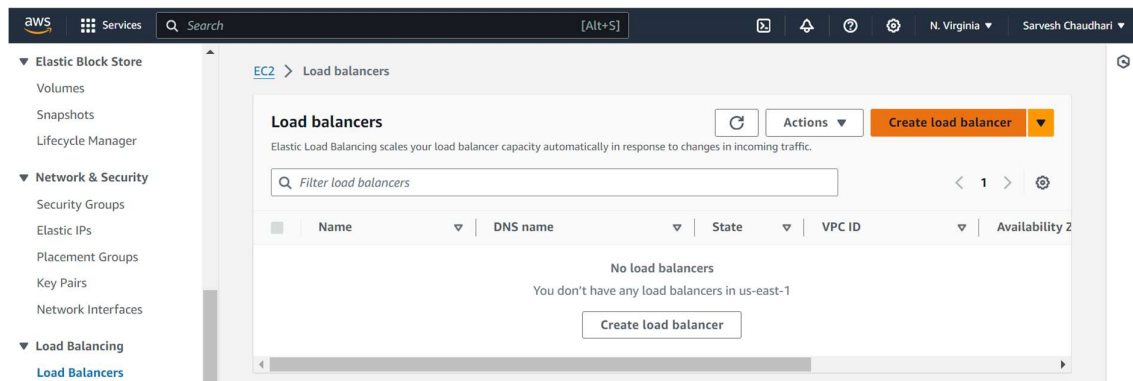 aws Services Search [Alt+S] N. Virginia Sarvesh Chaudhari
Elastic Block Store
Volumes
Snapshots
Lifecycle Manager
Network & Security
Security Groups
Elastic IPs
Placement Groups
Key Pairs
Network Interfaces
Load Balancing
Load Balancers
EC2 > Load balancers
Load balancers
Actions Create load balancer
Elastic Load Balancing scales your load balancer capacity automatically in response to changes in incoming traffic.
Filter load balancers
< 1 >
Name DNS name State VPC ID Availability Z
No load balancers
You don't have any load balancers in us-east-1
Create load balancer